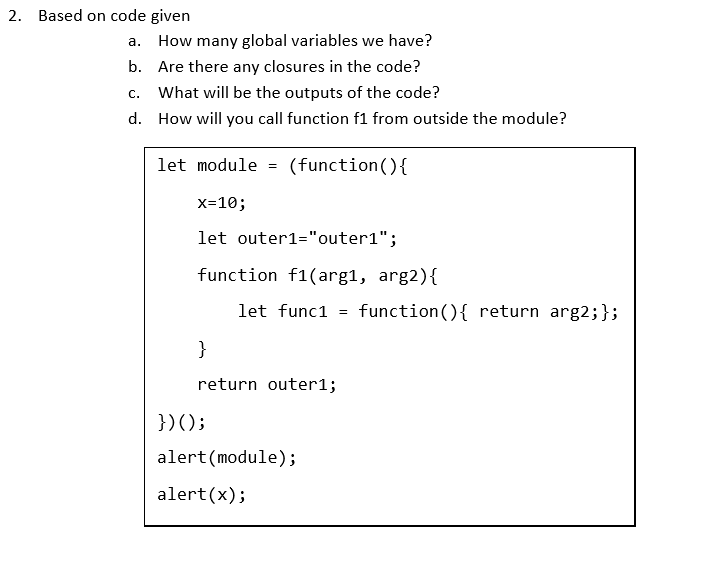 2. Based on code given
a. How many global variables we have?
b. Are there any closures in the code?
c. What will be the outputs of the code?
d. How will you call function f1 from outside the module?
let module = (function(){
x=10;
let outer1="outer1";
function f1(arg1, arg2){
let func1 = function(){ return arg2;};
}
return outer1;
})();
alert(module);
alert(x);